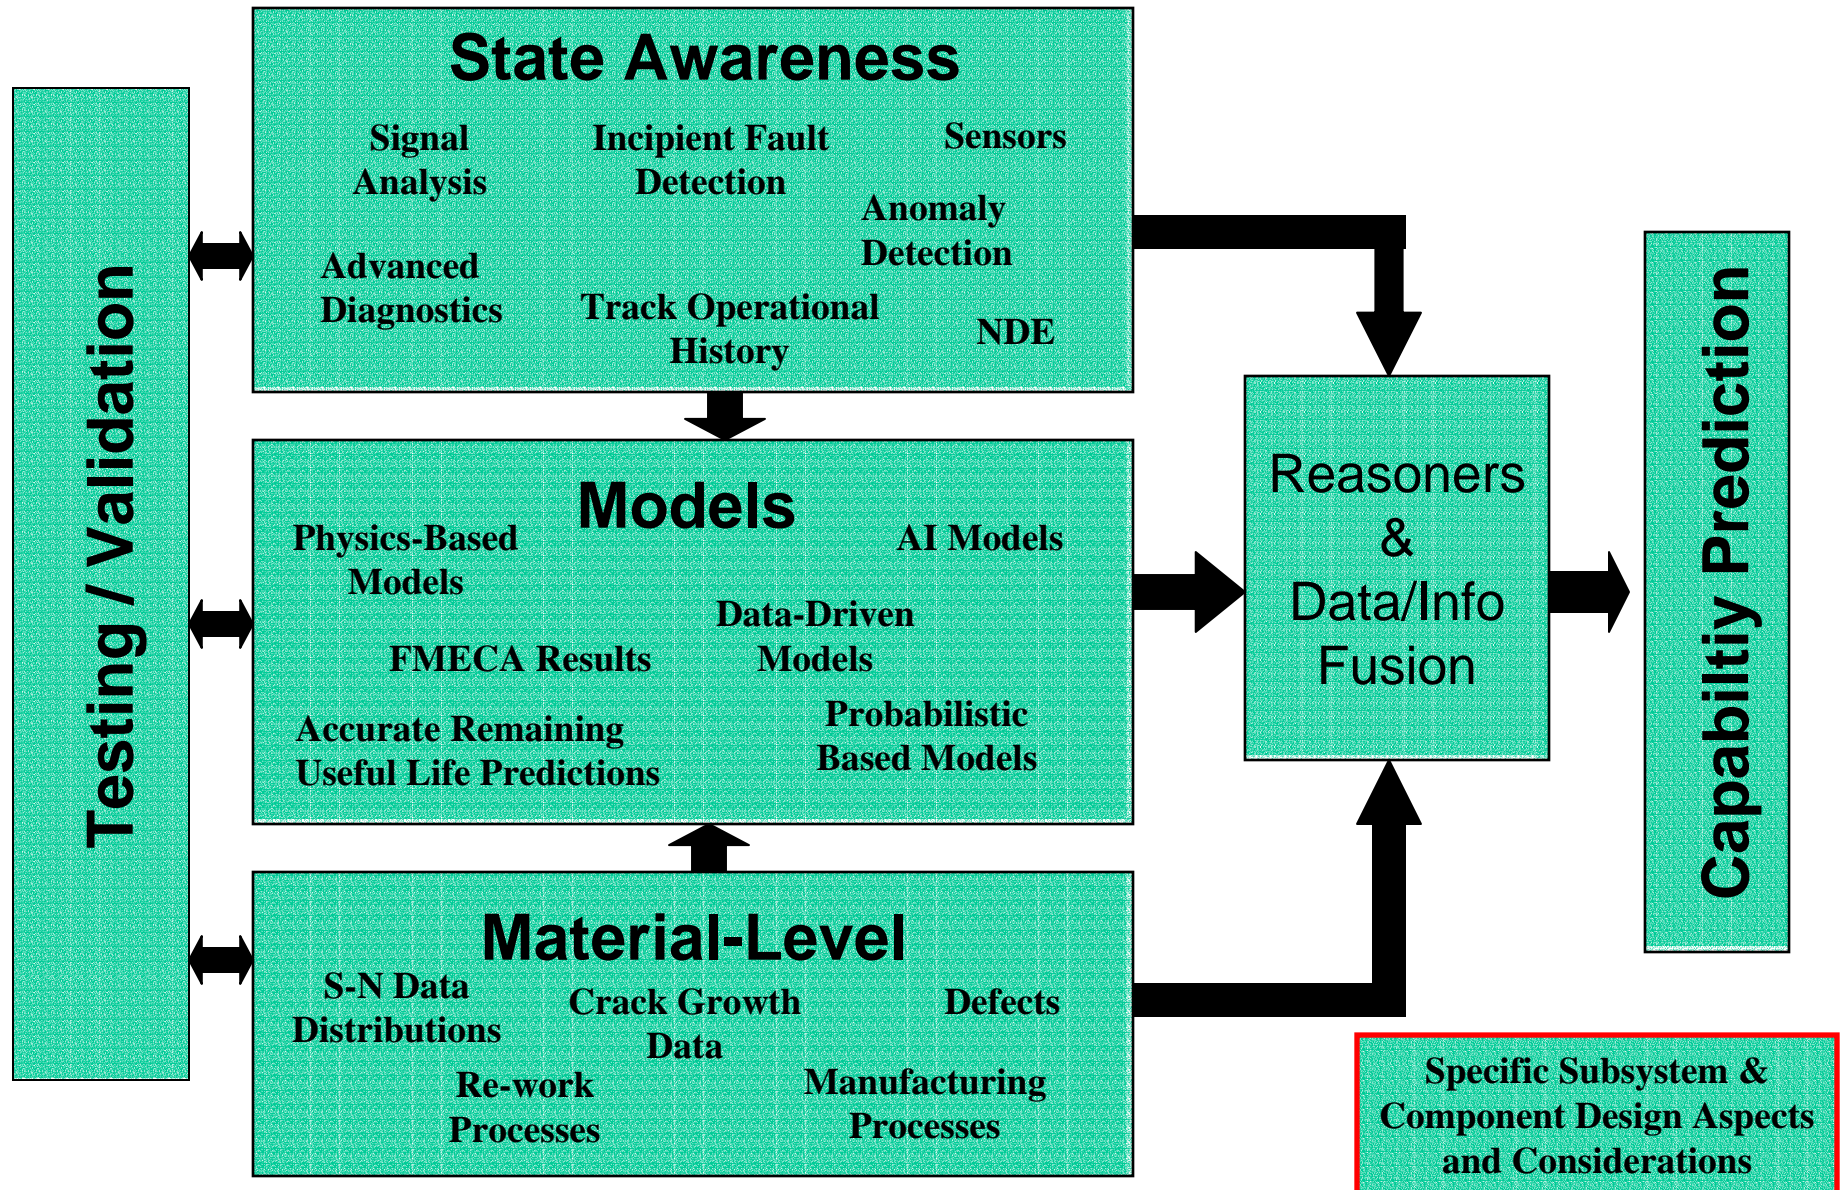 Testing / Validation
State Awareness
Signal
Analysis
Incipient Fault
Detection
Sensors
Anomaly
Detection
Advanced
Diagnostics
Track Operational
History
NDE
Models
Physics-Based
Models
AI Models
Data-Driven
Models
FMECA Results
Accurate Remaining
Useful Life Predictions
Probabilistic
Based Models
Material-Level
S-N Data
Distributions
Crack Growth
Data
Defects
Re-work
Processes
Manufacturing
Processes
Reasoners
&
Data/Info
Fusion
Capabiltiy Prediction
Specific Subsystem &
Component Design Aspects
and Considerations